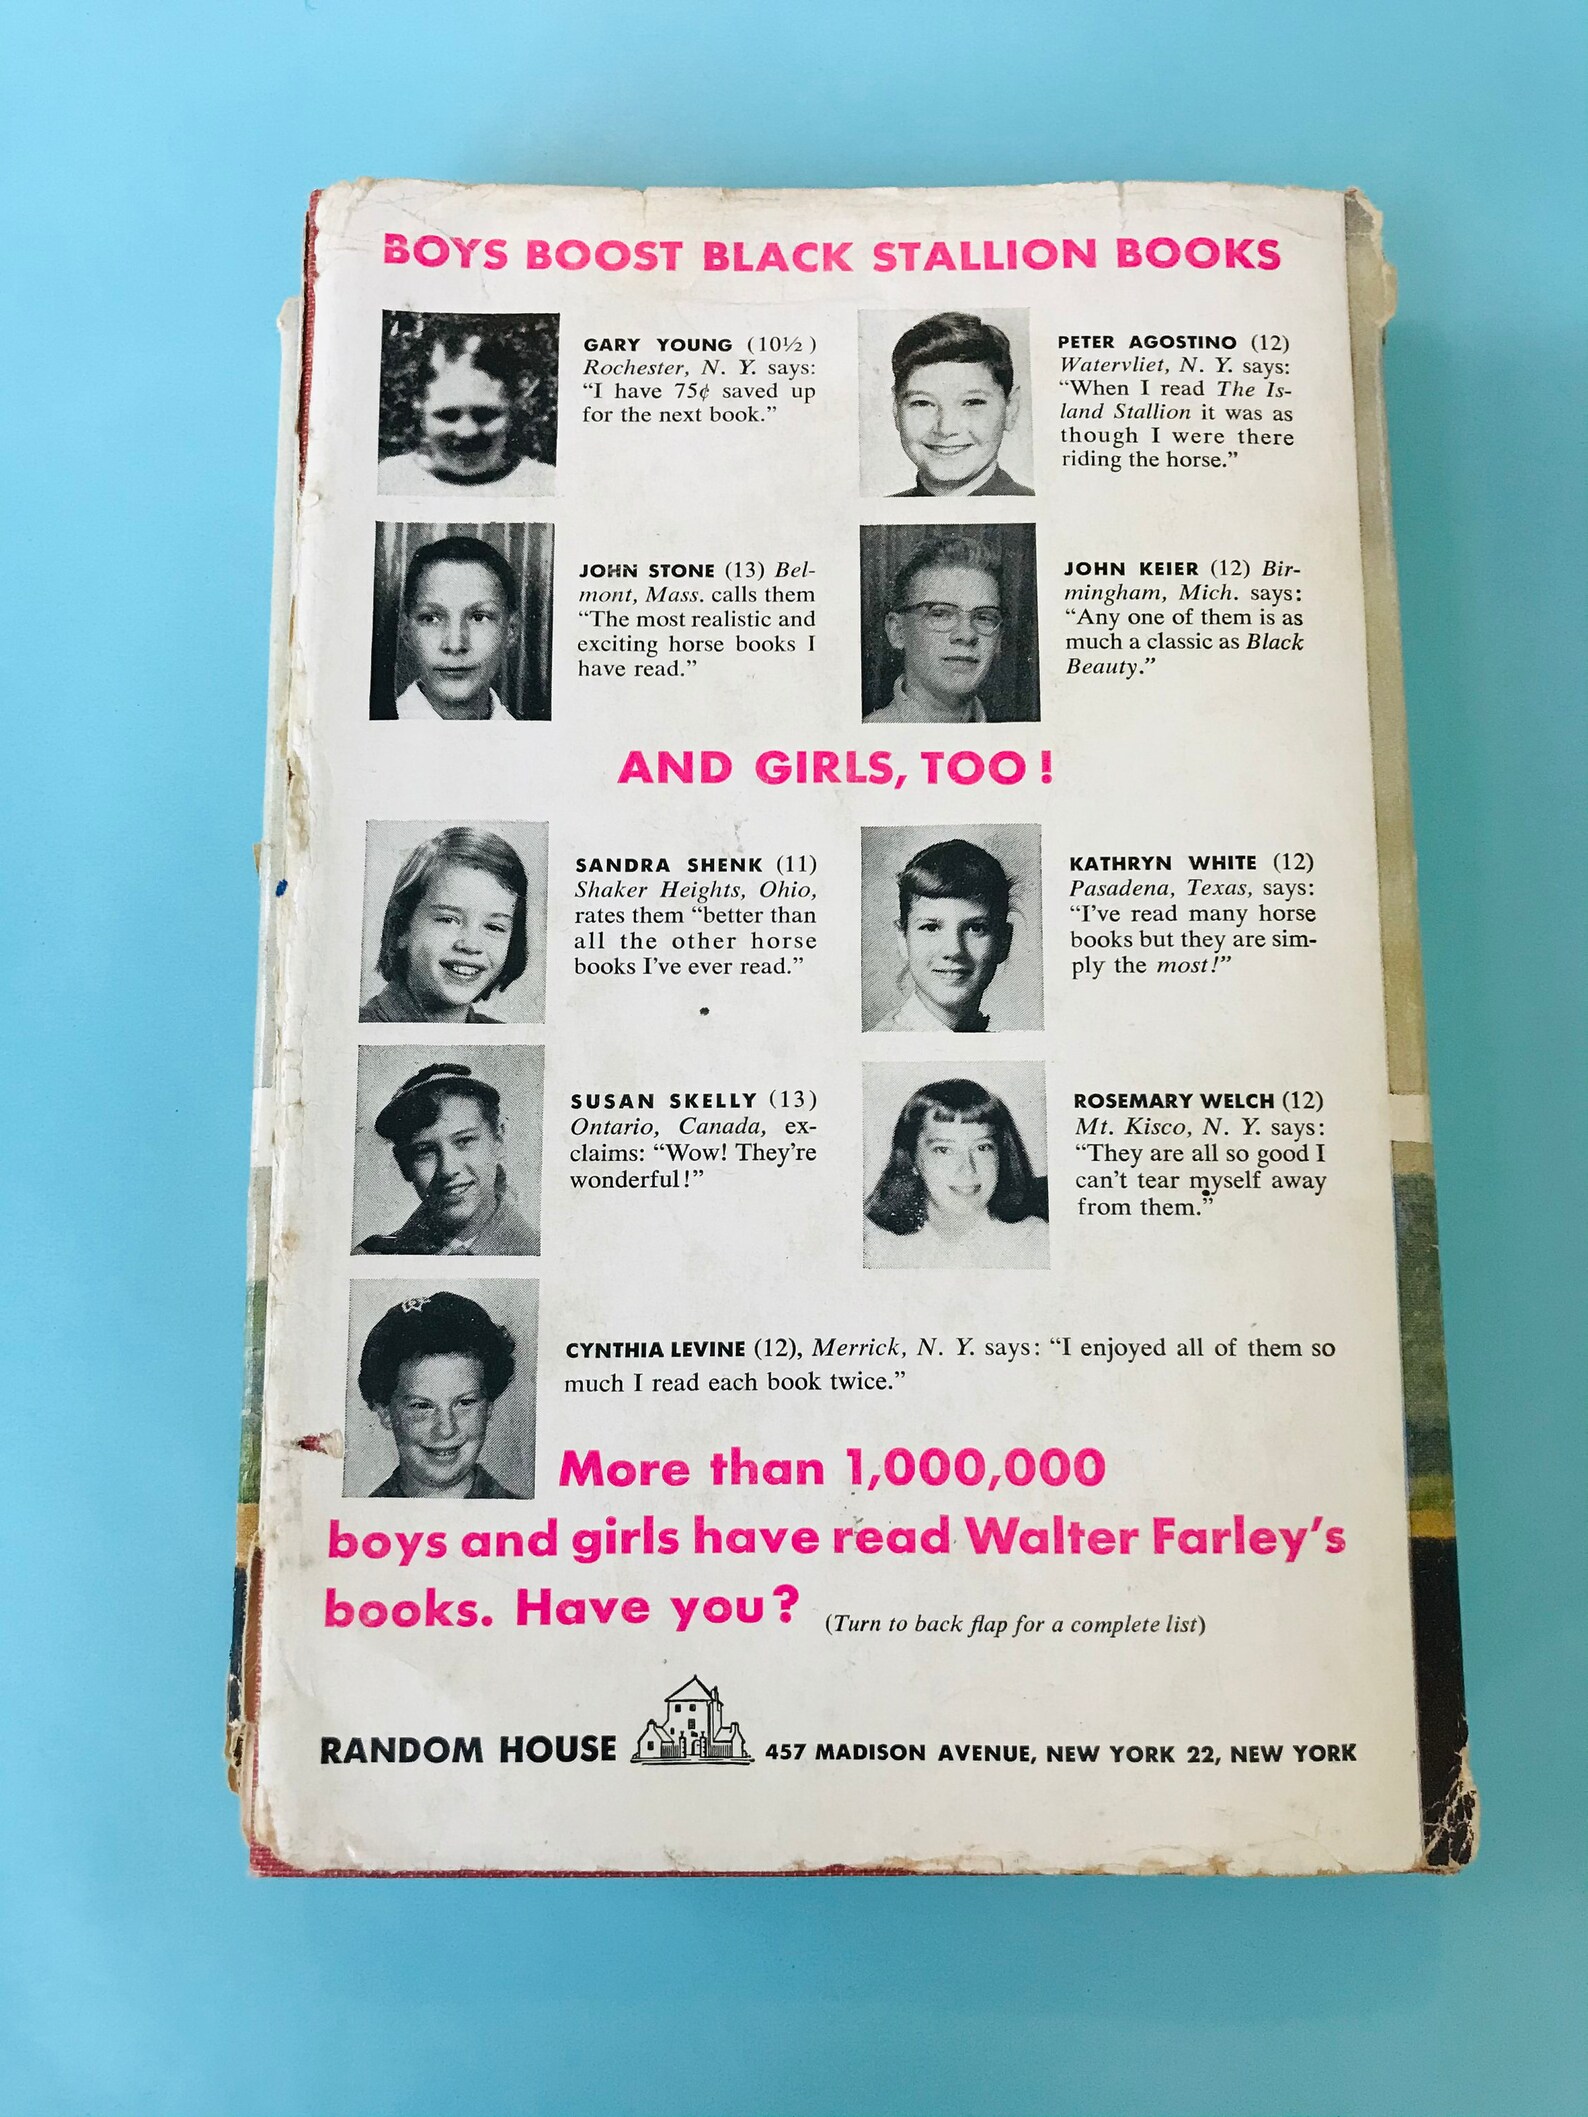 BOYS BOOST BLACK STALLION BOOKS
GARY YOUNG (10½)
Rochester, N. Y. says:
“I have 75¢ saved up
for the next book.”
PETER AGOSTINO (12)
Watervliet, N. Y. says:
“When I read The Is-
land Stallion it was as
though I were there
riding the horse.”
JOHN STONE (13) Bel-
mont, Mass. calls them
“The most realistic and
exciting horse books I
have read.”
JOHN KEIER (12) Bir-
mingham, Mich. says:
“Any one of them is as
much a classic as Black
Beauty.”
AND GIRLS, TOO!
SANDRA SHENK (11)
Shaker Heights, Ohio,
rates them “better than
all the other horse
books I’ve ever read.”
KATHRYN WHITE (12)
Pasadena, Texas, says:
“I’ve read many horse
books but they are sim-
ply the most!”
SUSAN SKELLY (13)
Ontario, Canada, ex-
claims: “Wow! They’re
wonderful!”
ROSEMARY WELCH (12)
Mt. Kisco, N. Y. says:
“They are all so good I
can’t tear myself away
from them.”
CYNTHIA LEVINE (12), Merrick, N. Y. says: “I enjoyed all of them so
much I read each book twice.”
More than 1,000,000
boys and girls have read Walter Farley’s
books. Have you? (Turn to back flap for a complete list)
RANDOM HOUSE 457 MADISON AVENUE, NEW YORK 22, NEW YORK